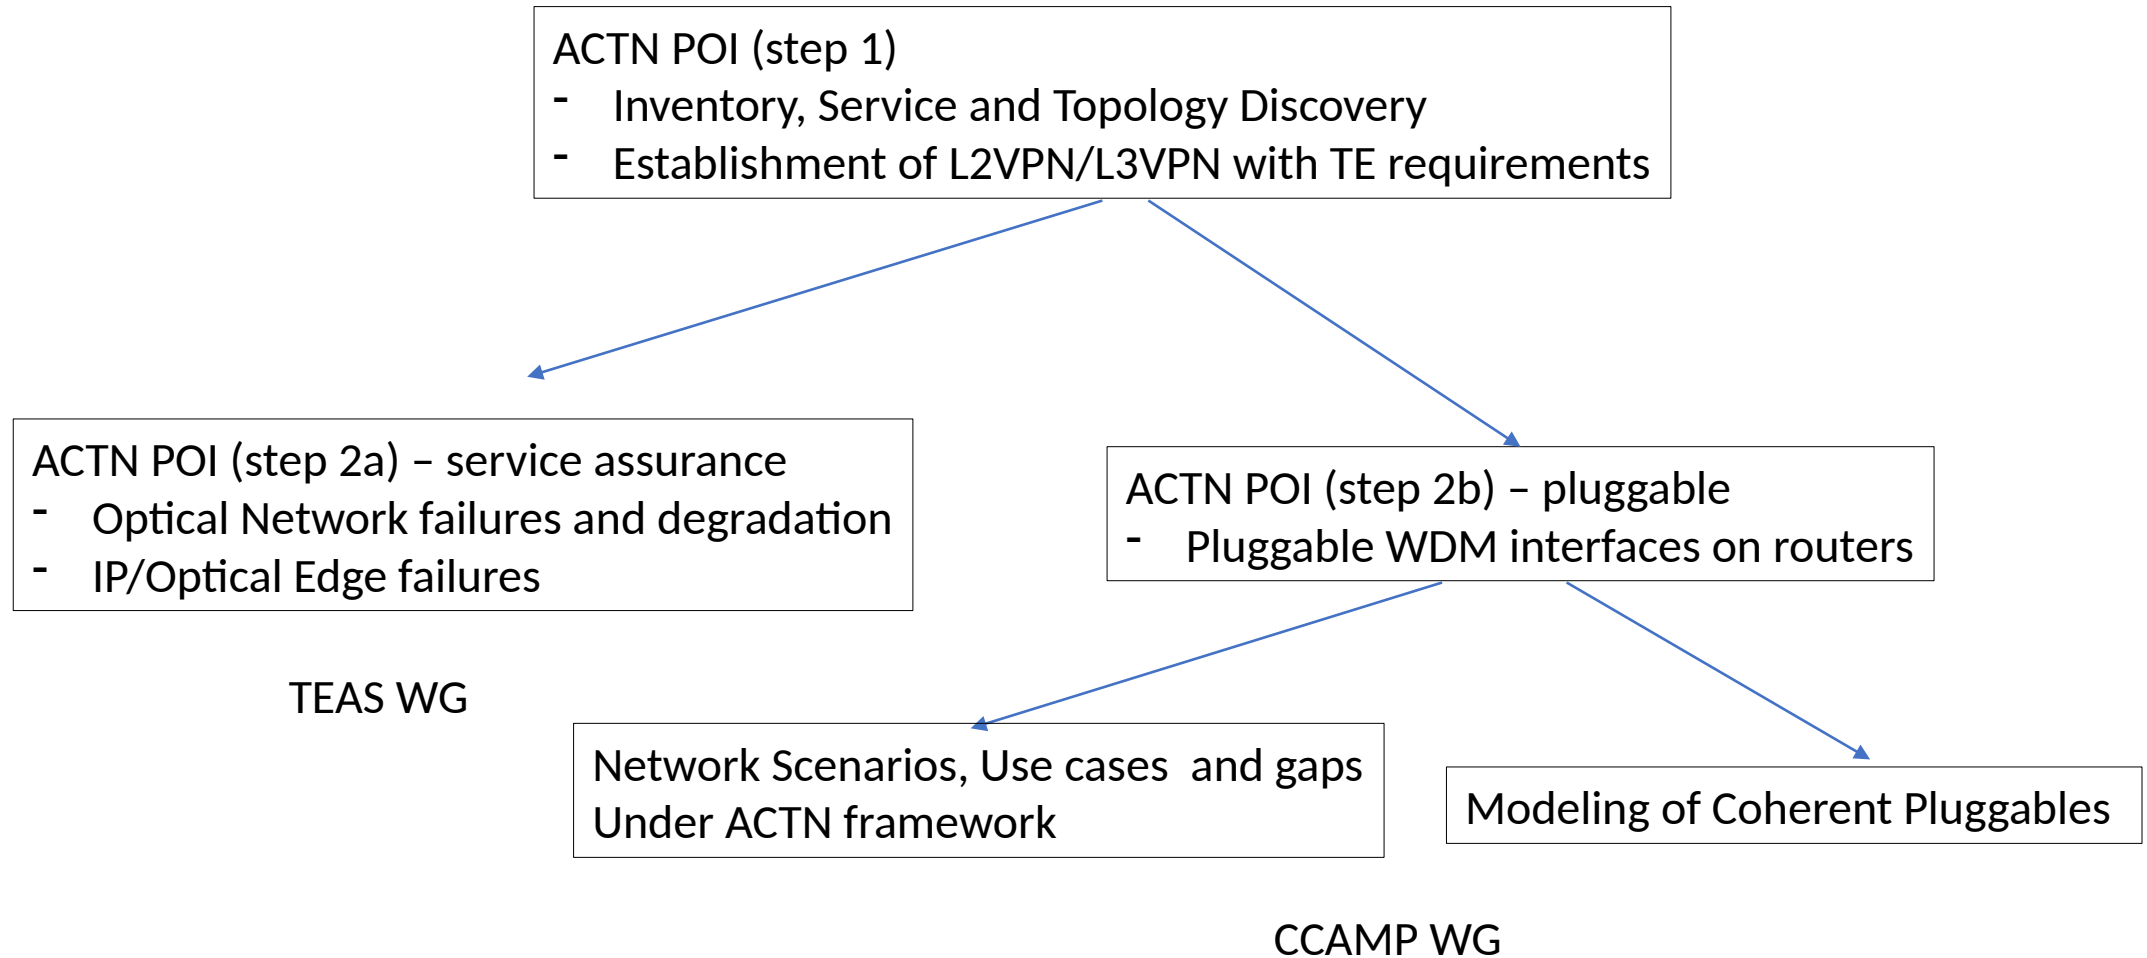 ACTN POI (step 1)
- Inventory, Service and Topology Discovery
- Establishment of L2VPN/L3VPN with TE requirements
ACTN POI (step 2a) – service assurance
- Optical Network failures and degradation
- IP/Optical Edge failures
ACTN POI (step 2b) – pluggable
- Pluggable WDM interfaces on routers
TEAS WG
Network Scenarios, Use cases  and gaps
Under ACTN framework
Modeling of Coherent Pluggables
CCAMP WG